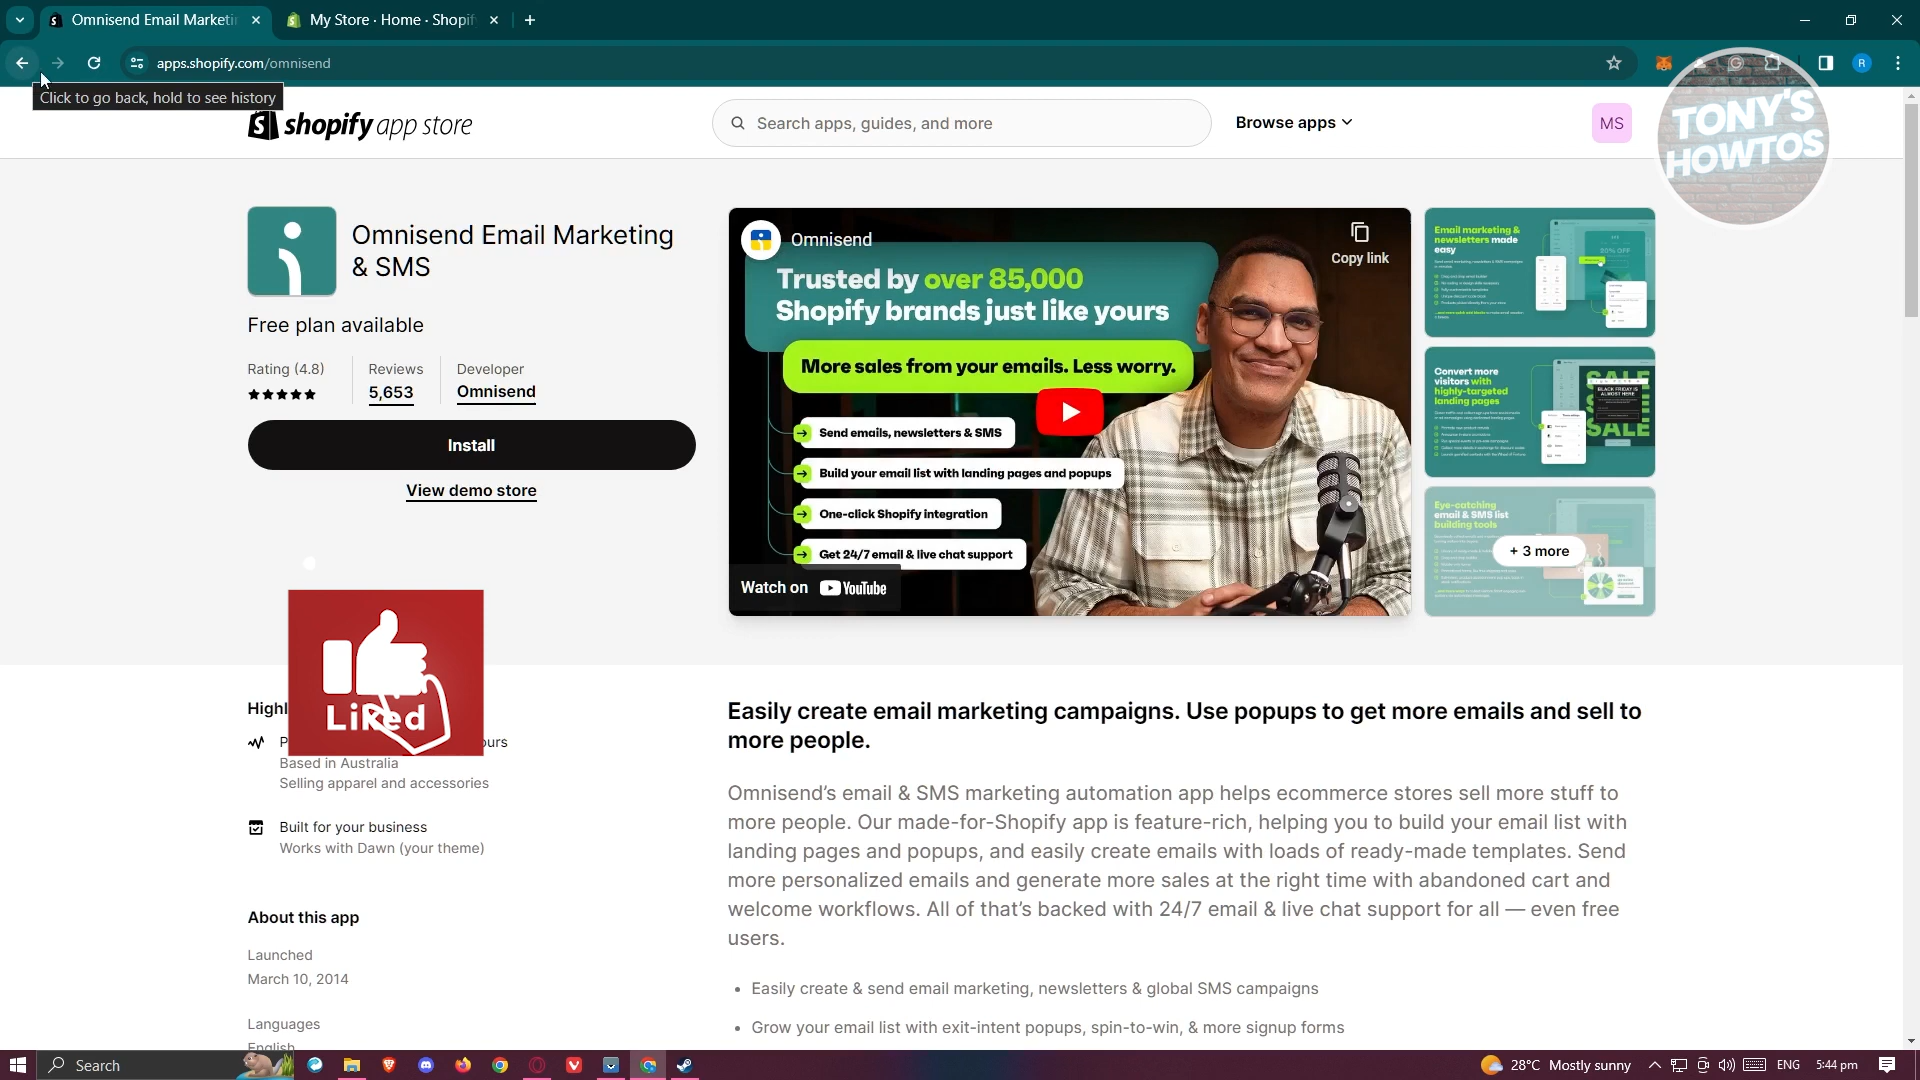 Omnisend Email Marketi
My Store · Home · Shopif
apps.shopify.com/omnisend
R
Click to go back, hold to see history
shopify app store
Search apps, guides, and more
Browse apps
MS
TONY'S
HOWTOS
Omnisend Email Marketing
& SMS
Free plan available
Rating (4.8)
Reviews
5,653
Developer
Omnisend
Install
View demo store
Omnisend
Copy link
Trusted by over 85,000
Shopify brands just like yours
More sales from your emails. Less worry.
Send emails, newsletters & SMS
Build your email list with landing pages and popups
One-click Shopify integration
Get 24/7 email & live chat support
Watch on YouTube
Email marketing &
newsletters made
easy
Convert more
visitors with
highly-targeted
landing pages
SALE
BLACK FRIDAY IS
ALMOST HERE
SALE
Eye-catching
email & SMS list
building tools
+ 3 more
Liked
Highl
P
ours
Based in Australia
Selling apparel and accessories
Built for your business
Works with Dawn (your theme)
About this app
Launched
March 10, 2014
Languages
English
Easily create email marketing campaigns. Use popups to get more emails and sell to
more people.
Omnisend's email & SMS marketing automation app helps ecommerce stores sell more stuff to
more people. Our made-for-Shopify app is feature-rich, helping you to build your email list with
landing pages and popups, and easily create emails with loads of ready-made templates. Send
more personalized emails and generate more sales at the right time with abandoned cart and
welcome workflows. All of that's backed with 24/7 email & live chat support for all — even free
users.
• Easily create & send email marketing, newsletters & global SMS campaigns
• Grow your email list with exit-intent popups, spin-to-win, & more signup forms
Search
28°C Mostly sunny
ENG
5:44 pm